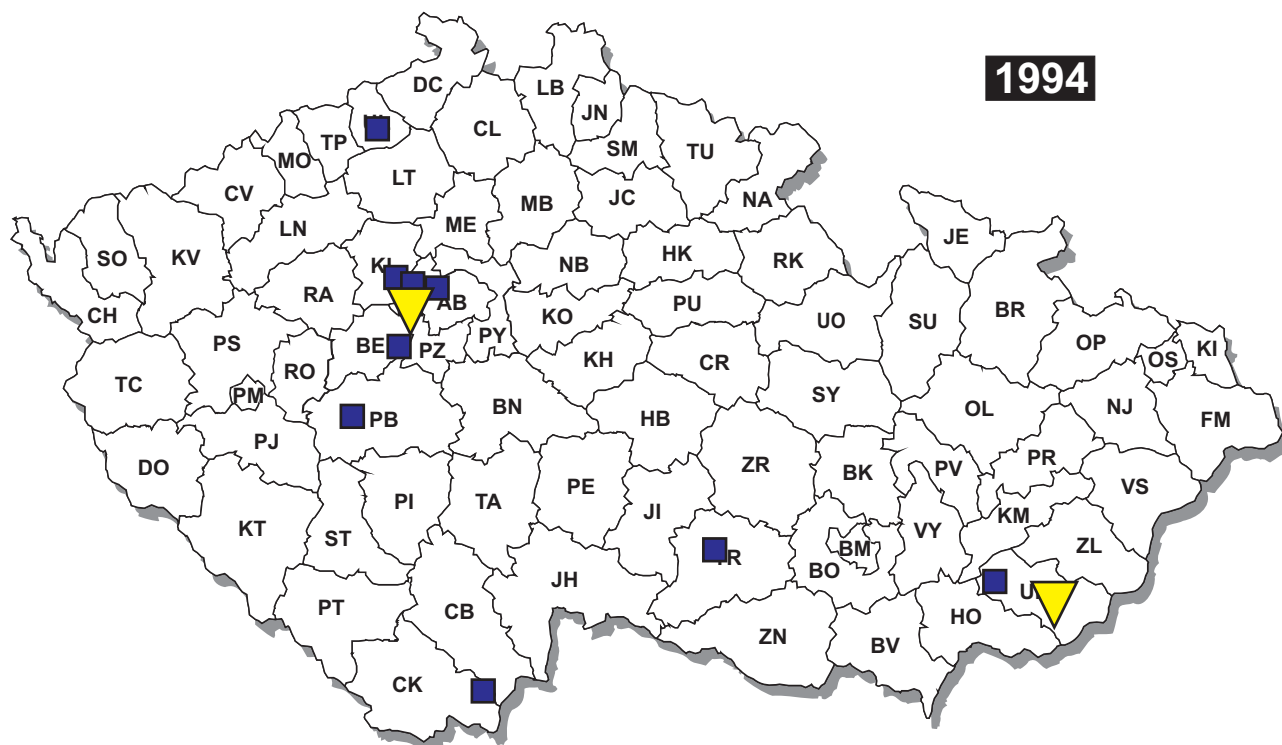 1994
DC
LB
JN
CL
TP
MO
SM
TU
LT
CV
MB
JC
NA
ME
LN
SO
KV
JE
NB
HK
RK
RA
AB
CH
KO
PU
UO
SU
BR
PS
BE
PZ
PY
OP
OS
KI
RO
KH
CR
TC
PM
SY
BN
PB
HB
OL
NJ
FM
PJ
DO
ZR
BK
PV
PR
VS
PE
TA
PI
KT
ST
JI
KM
VY
BM
BO
ZL
JH
PT
CB
HO
ZN
BV
CK